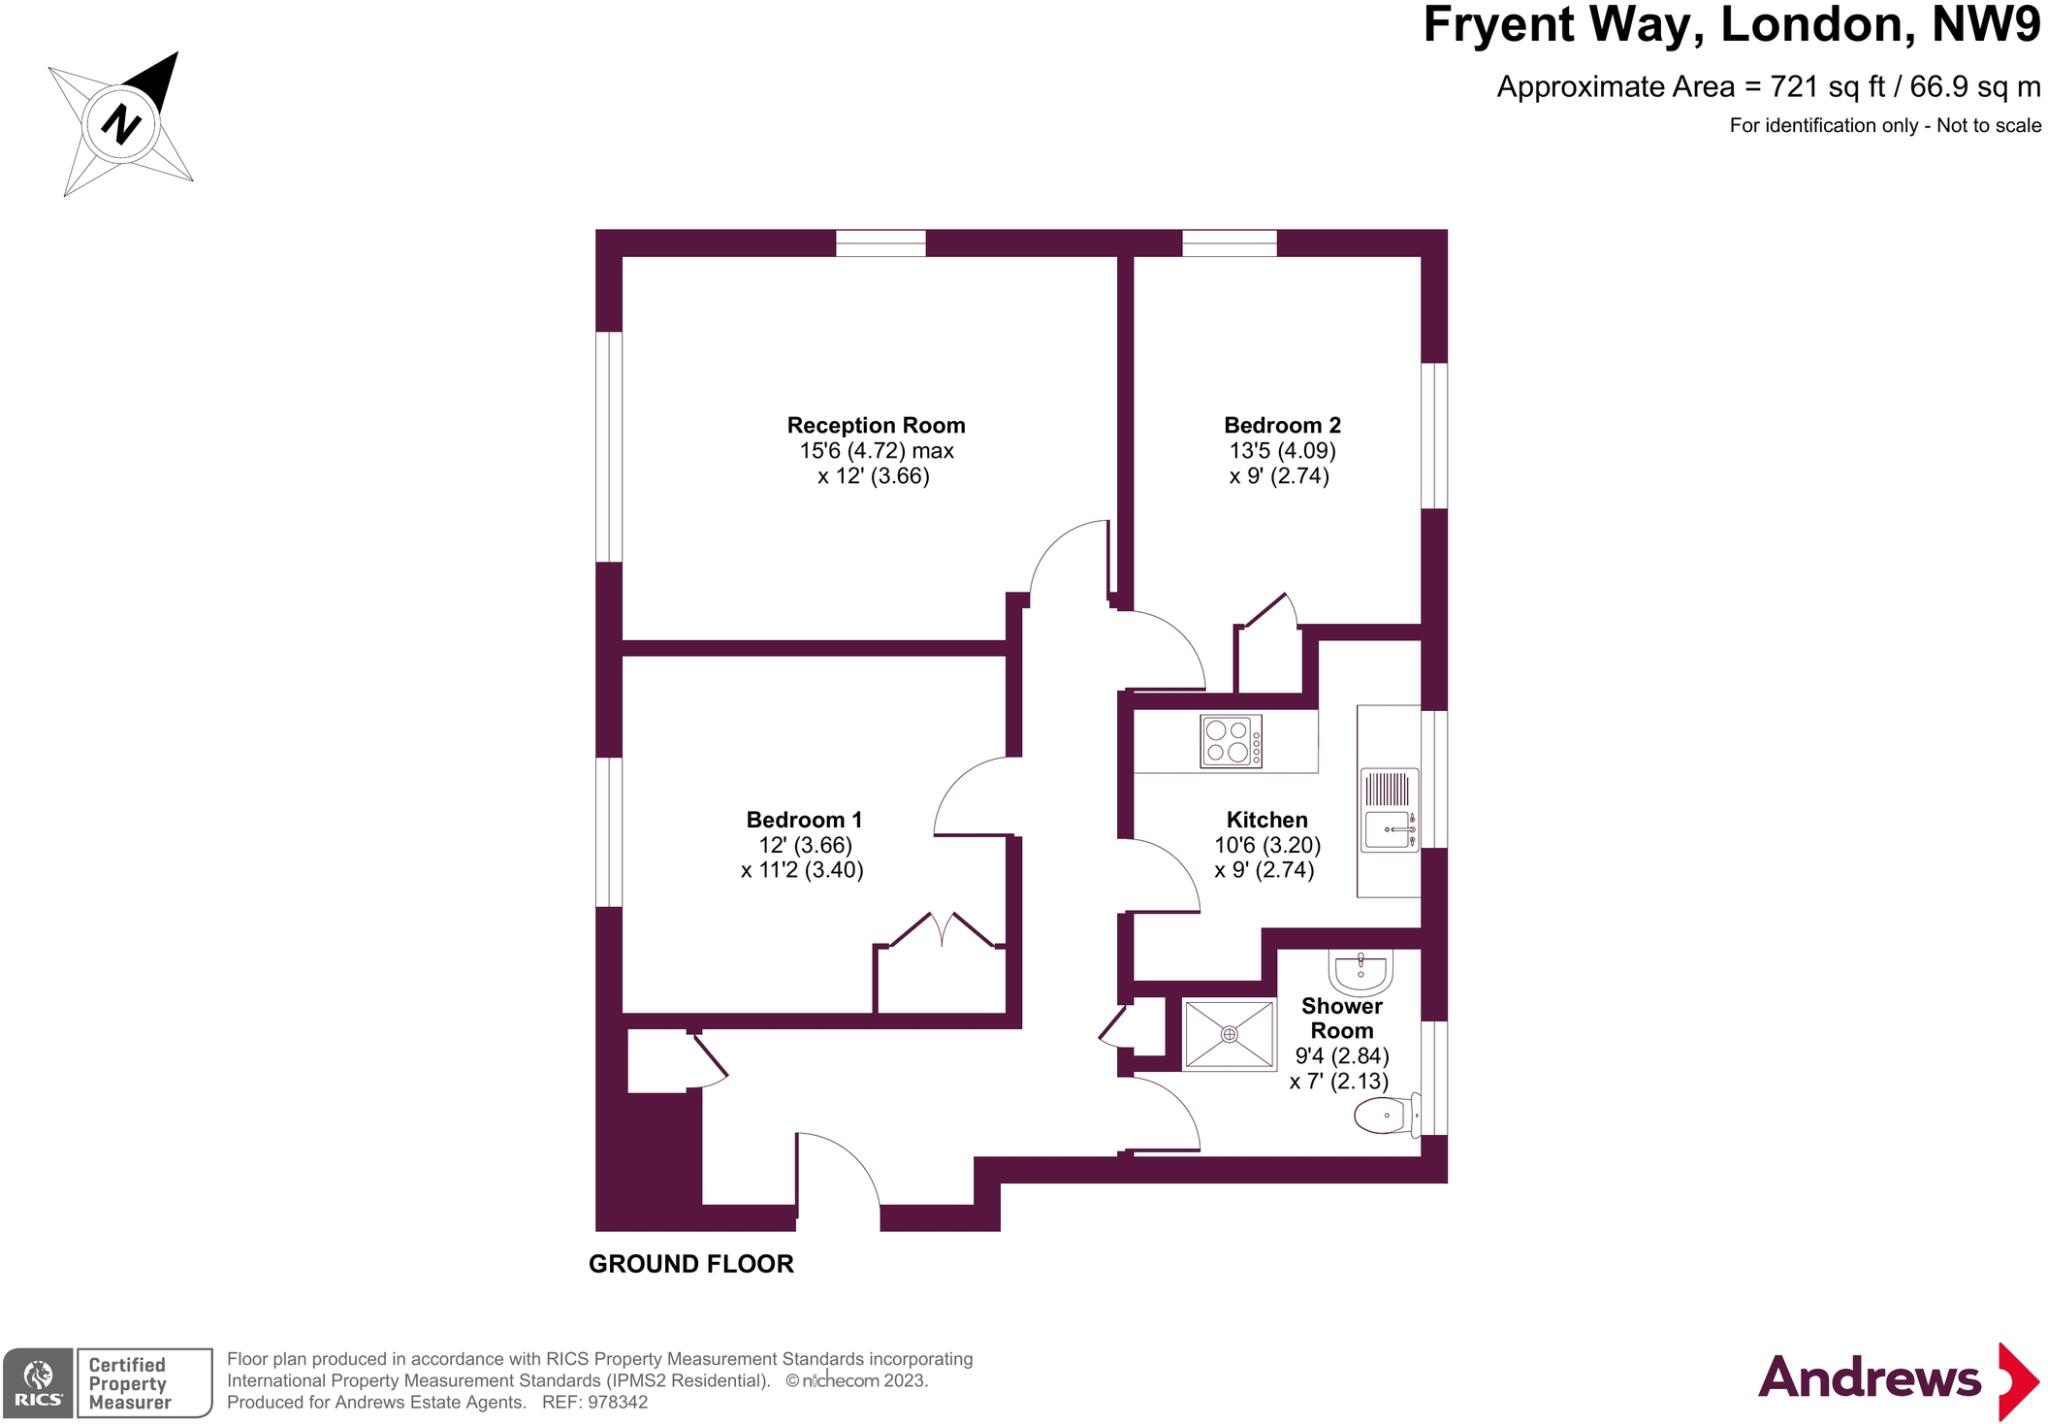 Fryent Way, London, NW9
Approximate Area = 721 sq ft / 66.9 sq m
For identification only - Not to scale
N
Reception Room
15'6 (4.72) max
x 12' (3.66)
Bedroom 2
13'5 (4.09)
x 9' (2.74)
Bedroom 1
12' (3.66)
x 11'2 (3.40)
Kitchen
10'6 (3.20)
x 9' (2.74)
Shower
Room
9'4 (2.84)
x 7' (2.13)
GROUND FLOOR
RICS
Certified
Property
Measurer
Floor plan produced in accordance with RICS Property Measurement Standards incorporating
International Property Measurement Standards (IPMS2 Residential). © nichecom 2023.
Produced for Andrews Estate Agents. REF: 978342
Andrews